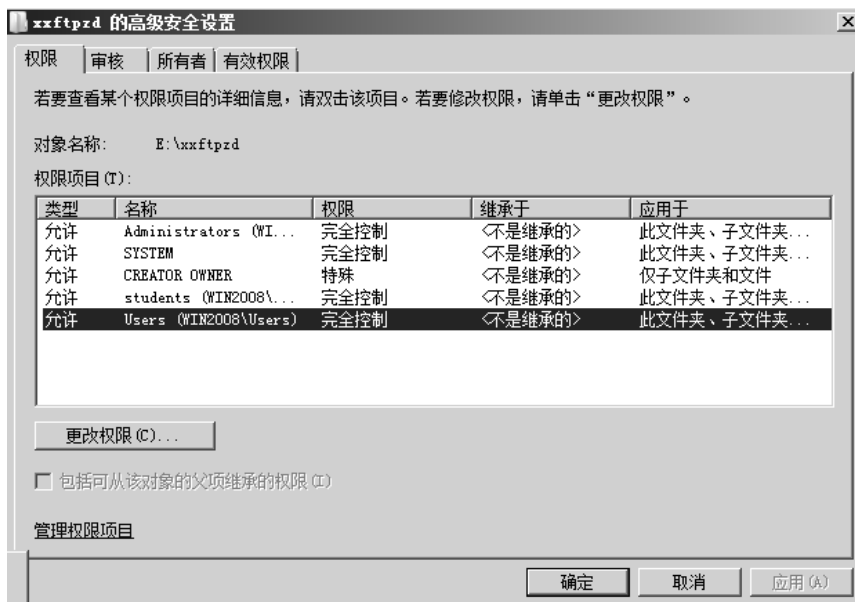 xxftpzd 的高级安全设置
权限 审核 所有者 有效权限
若要查看某个权限项目的详细信息，请双击该项目。若要修改权限，请单击“更改权限”。
对象名称: E:\xxftpzd
权限项目(T):
类型 名称 权限 继承于 应用于
允许 Administrators (WI... 完全控制 <不是继承的> 此文件夹、子文件夹...
允许 SYSTEM 完全控制 <不是继承的> 此文件夹、子文件夹...
允许 CREATOR OWNER 特殊 <不是继承的> 仅子文件夹和文件
允许 students (WIN2008\... 完全控制 <不是继承的> 此文件夹、子文件夹...
允许 Users (WIN2008\Users) 完全控制 <不是继承的> 此文件夹、子文件夹...
更改权限(C)...
包括可从该对象的父项继承的权限(I)
管理权限项目
确定 取消 应用(A)